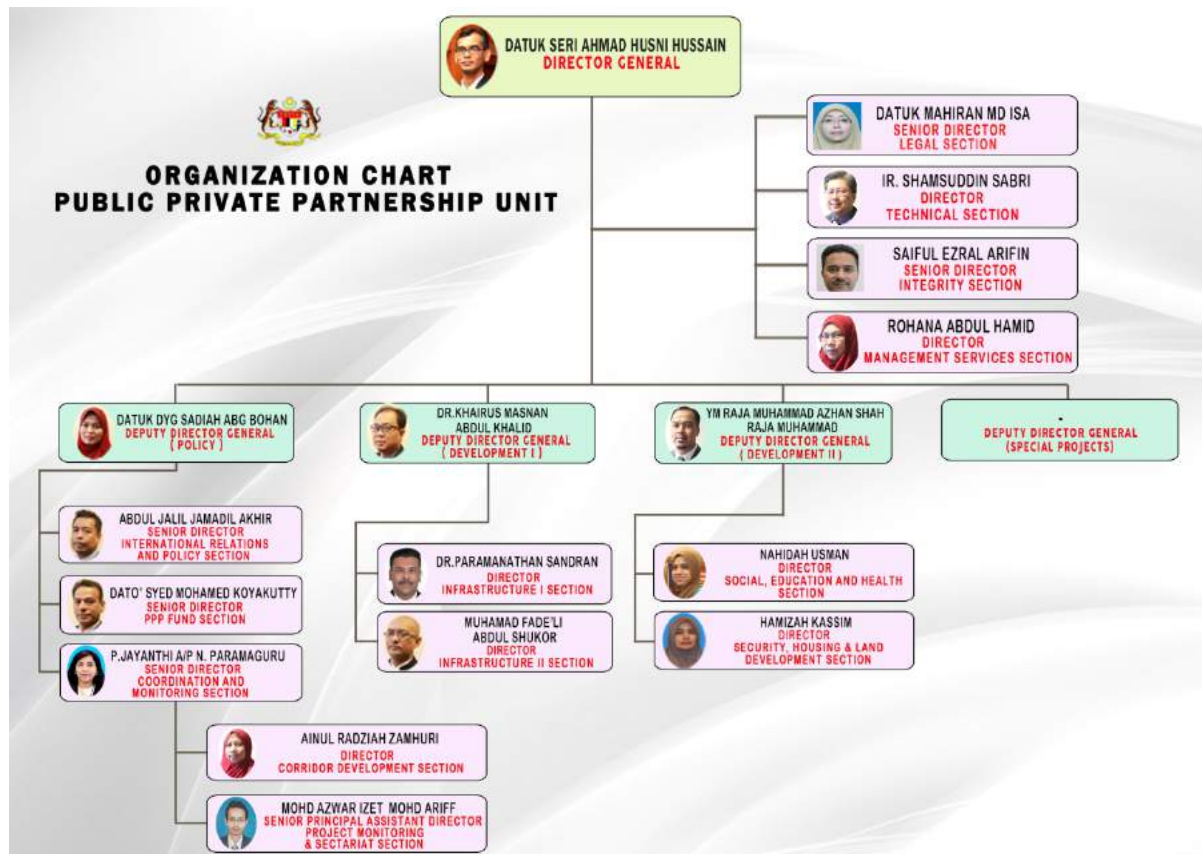 DATUK SERI AHMAD HUSNI HUSSAIN
DIRECTOR GENERAL
ORGANIZATION CHART
PUBLIC PRIVATE PARTNERSHIP UNIT
DATUK MAHIRAN MD ISA
SENIOR DIRECTOR
LEGAL SECTION
IR. SHAMSUDDIN SABRI
DIRECTOR
TECHNICAL SECTION
SAIFUL EZRAL ARIFIN
SENIOR DIRECTOR
INTEGRITY SECTION
ROHANA ABDUL HAMID
DIRECTOR
MANAGEMENT SERVICES SECTION
DATUK DYG SADIAH ABG BOHAN
DEPUTY DIRECTOR GENERAL
( POLICY )
DR.KHAIRUS MASNAN
ABDUL KHALID
DEPUTY DIRECTOR GENERAL
( DEVELOPMENT I )
YM RAJA MUHAMMAD AZHAN SHAH
RAJA MUHAMMAD
DEPUTY DIRECTOR GENERAL
( DEVELOPMENT II )
-
DEPUTY DIRECTOR GENERAL
(SPECIAL PROJECTS)
ABDUL JALIL JAMADIL AKHIR
SENIOR DIRECTOR
INTERNATIONAL RELATIONS
AND POLICY SECTION
DATO' SYED MOHAMED KOYAKUTTY
SENIOR DIRECTOR
PPP FUND SECTION
P.JAYANTHI A/P N. PARAMAGURU
SENIOR DIRECTOR
COORDINATION AND
MONITORING SECTION
DR.PARAMANATHAN SANDRAN
DIRECTOR
INFRASTRUCTURE I SECTION
MUHAMAD FADE'LI
ABDUL SHUKOR
DIRECTOR
INFRASTRUCTURE II SECTION
NAHIDAH USMAN
DIRECTOR
SOCIAL, EDUCATION AND HEALTH
SECTION
HAMIZAH KASSIM
DIRECTOR
SECURITY, HOUSING & LAND
DEVELOPMENT SECTION
AINUL RADZIAH ZAMHURI
DIRECTOR
CORRIDOR DEVELOPMENT SECTION
MOHD AZWAR IZET MOHD ARIFF
SENIOR PRINCIPAL ASSISTANT DIRECTOR
PROJECT MONITORING
& SECTARIAT SECTION